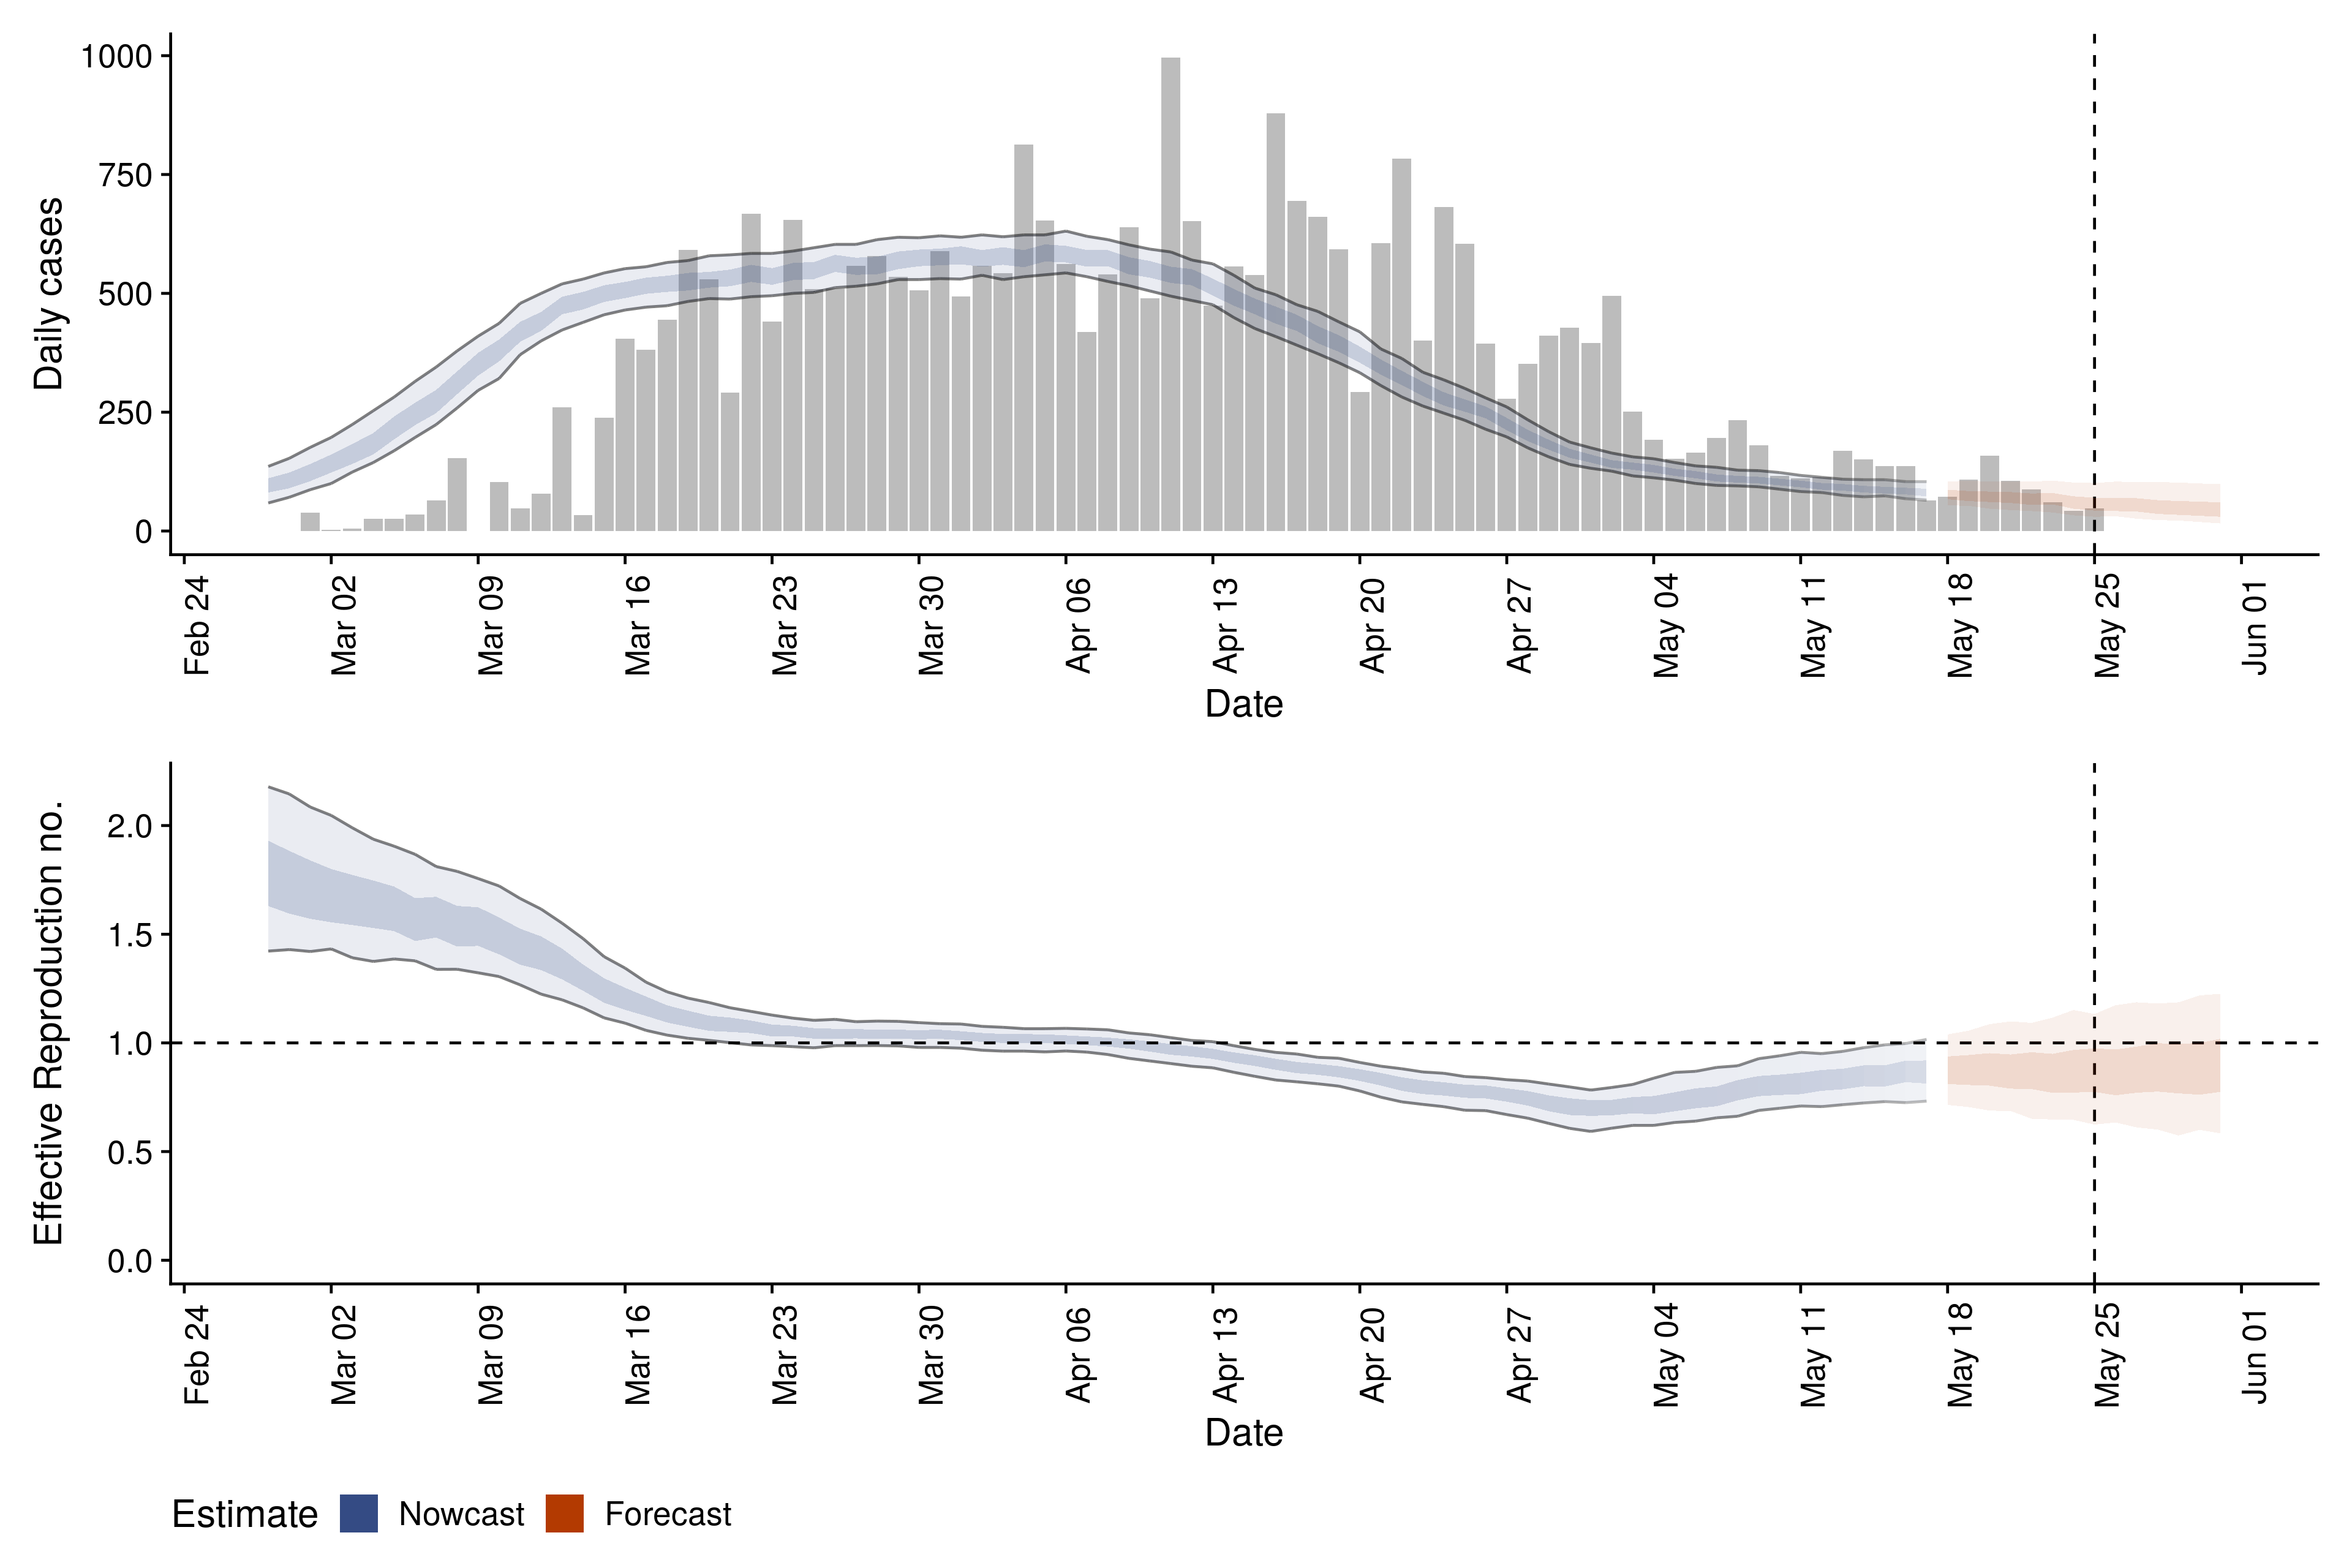 Daily cases
1000
750
500
250
0
Feb 24
Mar 02
Mar 09
Mar 16
Mar 23
Mar 30
Apr 06
Apr 13
Apr 20
Apr 27
May 04
May 11
May 18
May 25
Jun 01
Date
Effective Reproduction no.
2.0
1.5
1.0
0.5
0.0
Feb 24
Mar 02
Mar 09
Mar 16
Mar 23
Mar 30
Apr 06
Apr 13
Apr 20
Apr 27
May 04
May 11
May 18
May 25
Jun 01
Date
Estimate Nowcast Forecast